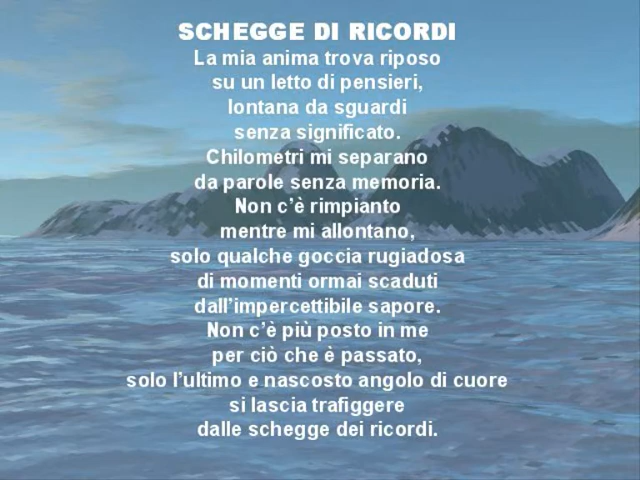 SCHEGGE DI RICORDI
La mia anima trova riposo
su un letto di pensieri,
lontana da sguardi
senza significato.
Chilometri mi separano
da parole senza memoria.
Non c'è rimpianto
mentre mi allontano,
solo qualche goccia rugiadosa
di momenti ormai scaduti
dall'impercettibile sapore.
Non c'è più posto in me
per ciò che è passato,
solo l'ultimo e nascosto angolo di cuore
si lascia trafiggere
dalle schegge dei ricordi.